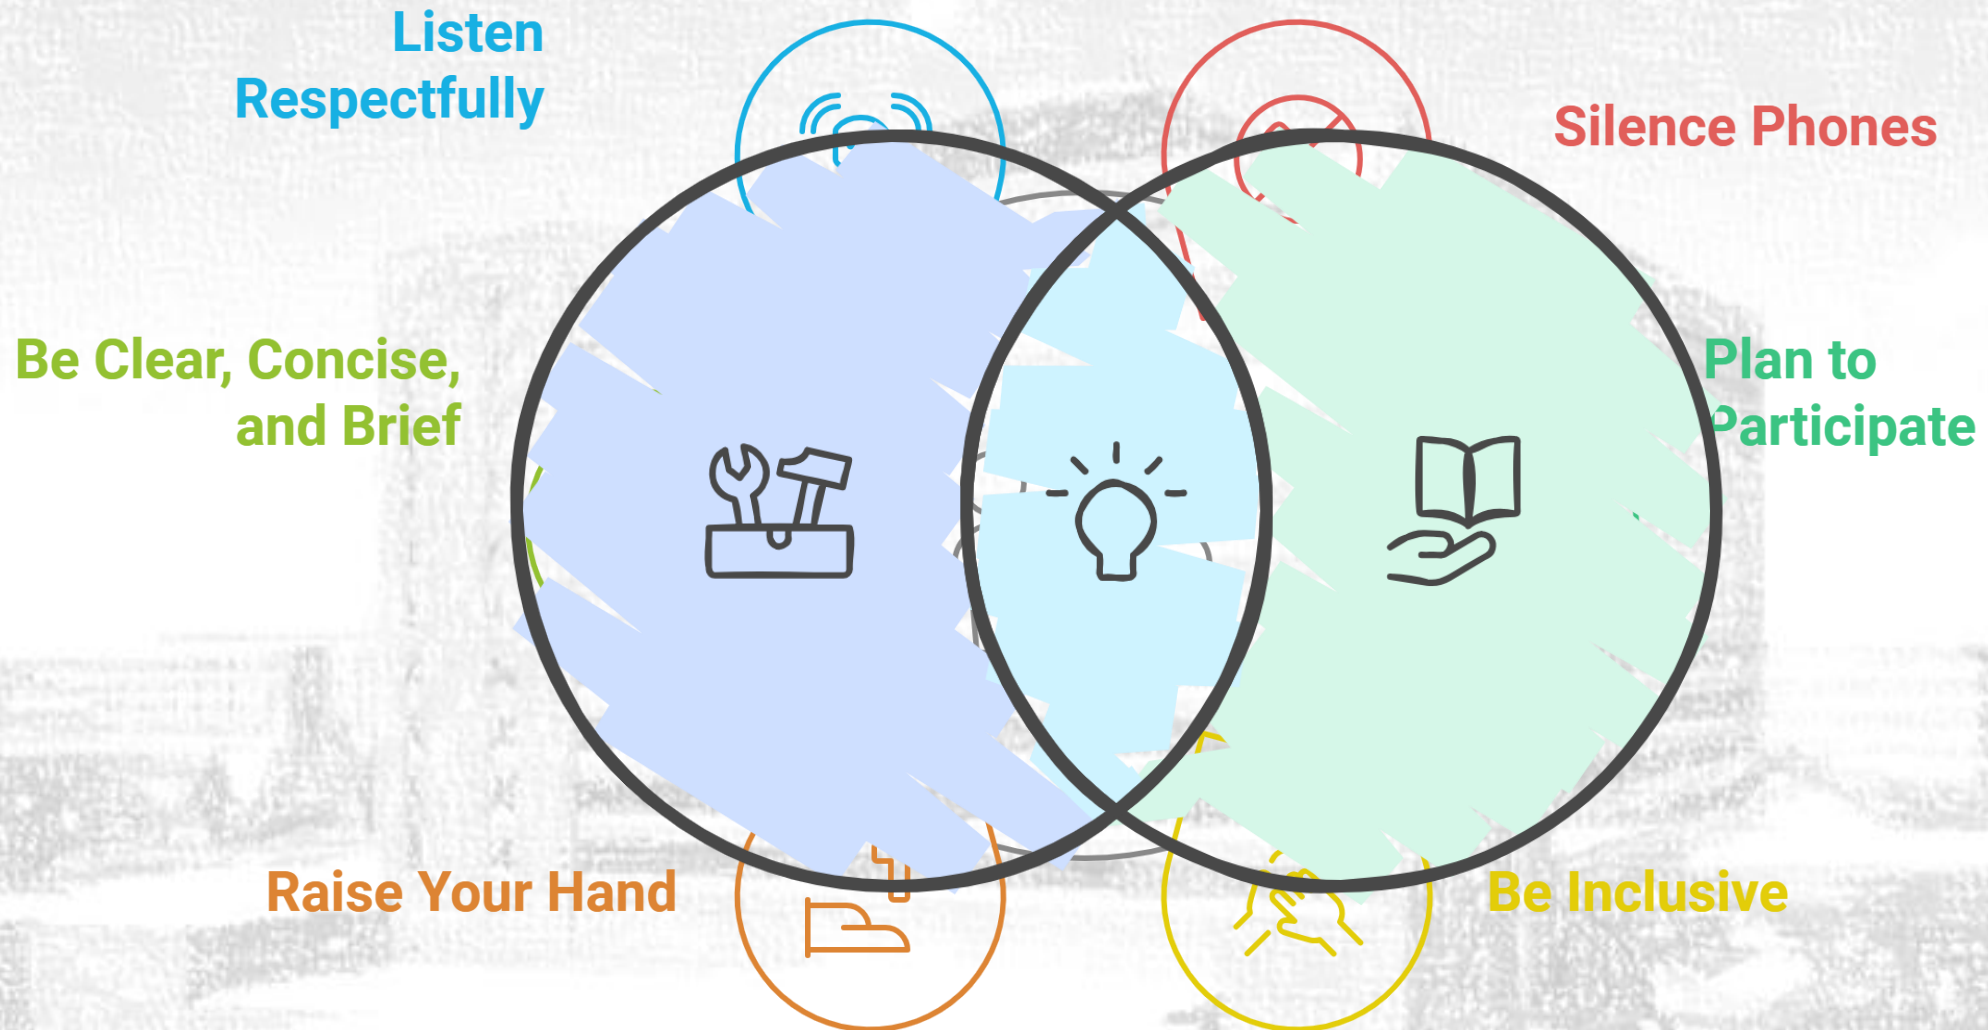 Listen
Respectfully
Silence Phones
Be Clear, Concise,
and Brief
Plan to
Participate
Raise Your Hand
Be Inclusive